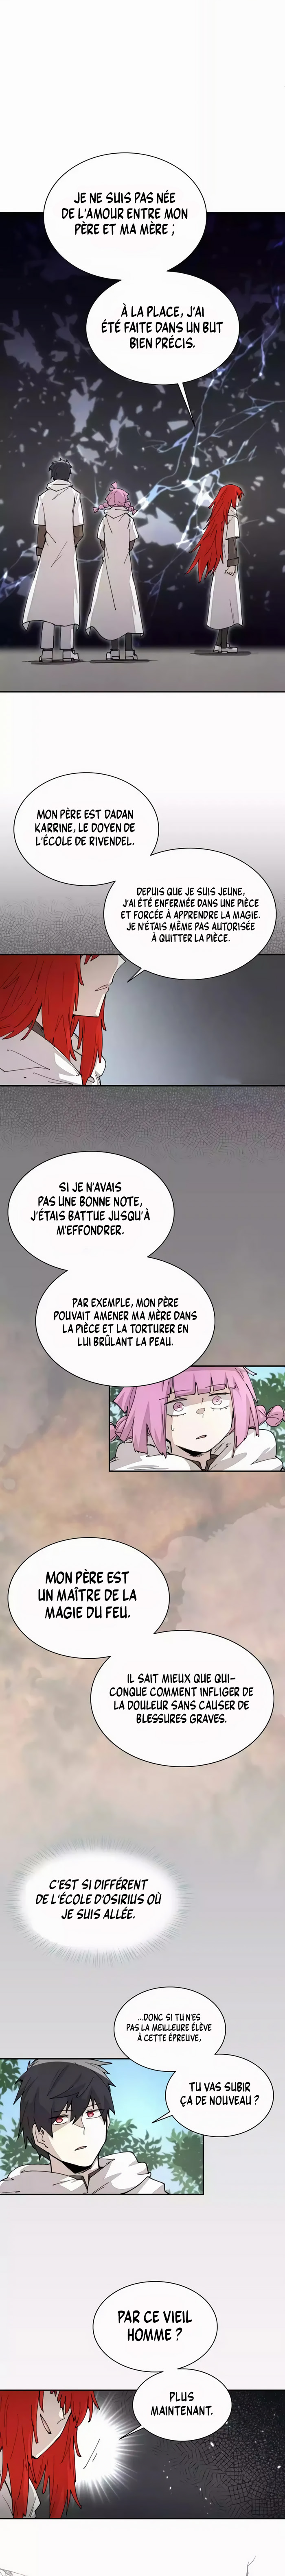 JE NE SUIS PAS NÉE
DE L'AMOUR ENTRE MON
PÈRE ET MA MÈRE ;
À LA PLACE, J'AI
ÉTÉ FAITE DANS UN BUT
BIEN PRÉCIS.
MON PÈRE EST DADAN
KARRINE, LE DOYEN DE
L'ÉCOLE DE RIVENDEL.
DEPUIS QUE JE SUIS JEUNE,
J'AI ÉTÉ ENFERMÉE DANS UNE PIÈCE
ET FORCÉE À APPRENDRE LA MAGIE.
JE N'ÉTAIS MÊME PAS AUTORISÉE
À QUITTER LA PIÈCE.
SI JE N'AVAIS
PAS UNE BONNE NOTE,
J'ÉTAIS BATTUE JUSQU'À
M'EFFONDRER.
PAR EXEMPLE, MON PÈRE
POUVAIT AMENER MA MÈRE DANS
LA PIÈCE ET LA TORTURER EN
LUI BRÛLANT LA PEAU.
MON PÈRE EST
UN MAÎTRE DE LA
MAGIE DU FEU.
IL SAIT MIEUX QUE QUI-
CONQUE COMMENT INFLIGER DE
LA DOULEUR SANS CAUSER DE
BLESSURES GRAVES.
C'EST SI DIFFÉRENT
DE L'ÉCOLE D'OSIRIUS OÙ
JE SUIS ALLÉE.
...DONC SI TU N'ES
PAS LA MEILLEURE ÉLÈVE
À CETTE ÉPREUVE,
TU VAS SUBIR
ÇA DE NOUVEAU ?
PAR CE VIEIL
HOMME ?
PLUS
MAINTENANT.